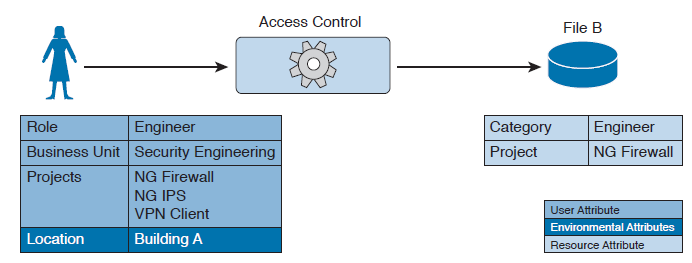 Access Control
File B
Role Engineer
Business Unit Security Engineering
Projects NG Firewall
NG IPS
VPN Client
Location Building A
Category Engineer
Project NG Firewall
User Attribute
Environmental Attributes
Resource Attribute